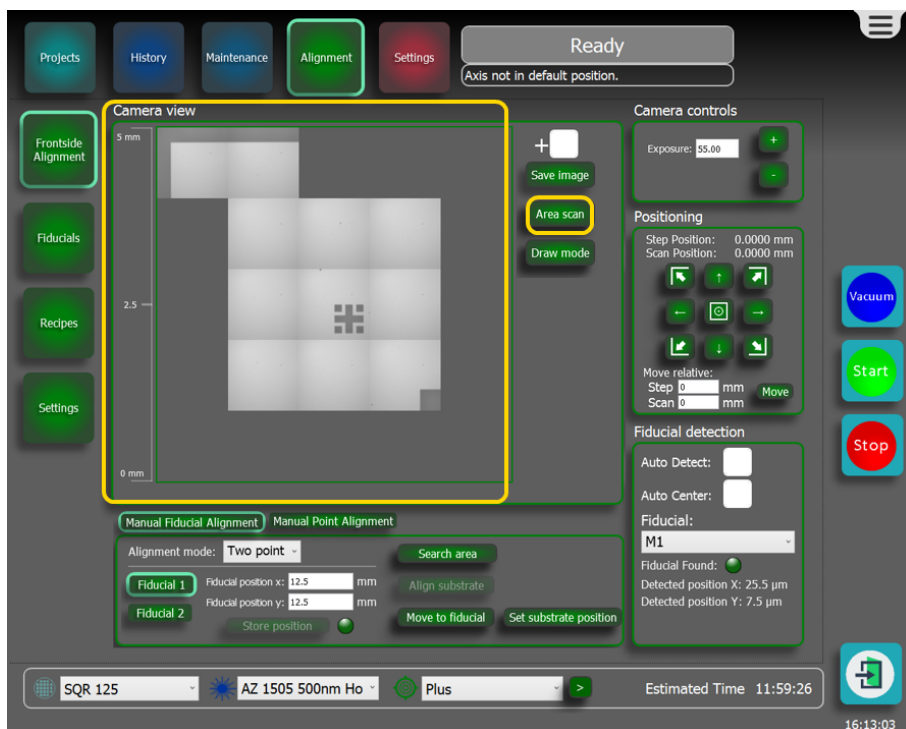 Projects
History
Maintenance
Alignment
Settings
Ready
Axis not in default position.
Frontside
Alignment
Fiducials
Recipes
Settings
Camera view
5 mm
2.5
0 mm
+
Save image
Area scan
Draw mode
Camera controls
Exposure: 55.00
+
-
Positioning
Step Position: 0.0000 mm
Scan Position: 0.0000 mm
Move relative:
Step 0 mm
Scan 0 mm
Move
Fiducial detection
Auto Detect:
Auto Center:
Fiducial:
M1
Fiducial Found:
Detected position X: 25.5 µm
Detected position Y: 7.5 µm
Vacuum
Start
Stop
Manual Fiducial Alignment Manual Point Alignment
Alignment mode: Two point
Fiducial 1
Fiducial 2
Fiducial position x: 12.5 mm
Fiducial position y: 12.5 mm
Store position
Search area
Align substrate
Move to fiducial
Set substrate position
SQR 125
AZ 1505 500nm Ho
Plus
>
Estimated Time 11:59:26
16:13:03